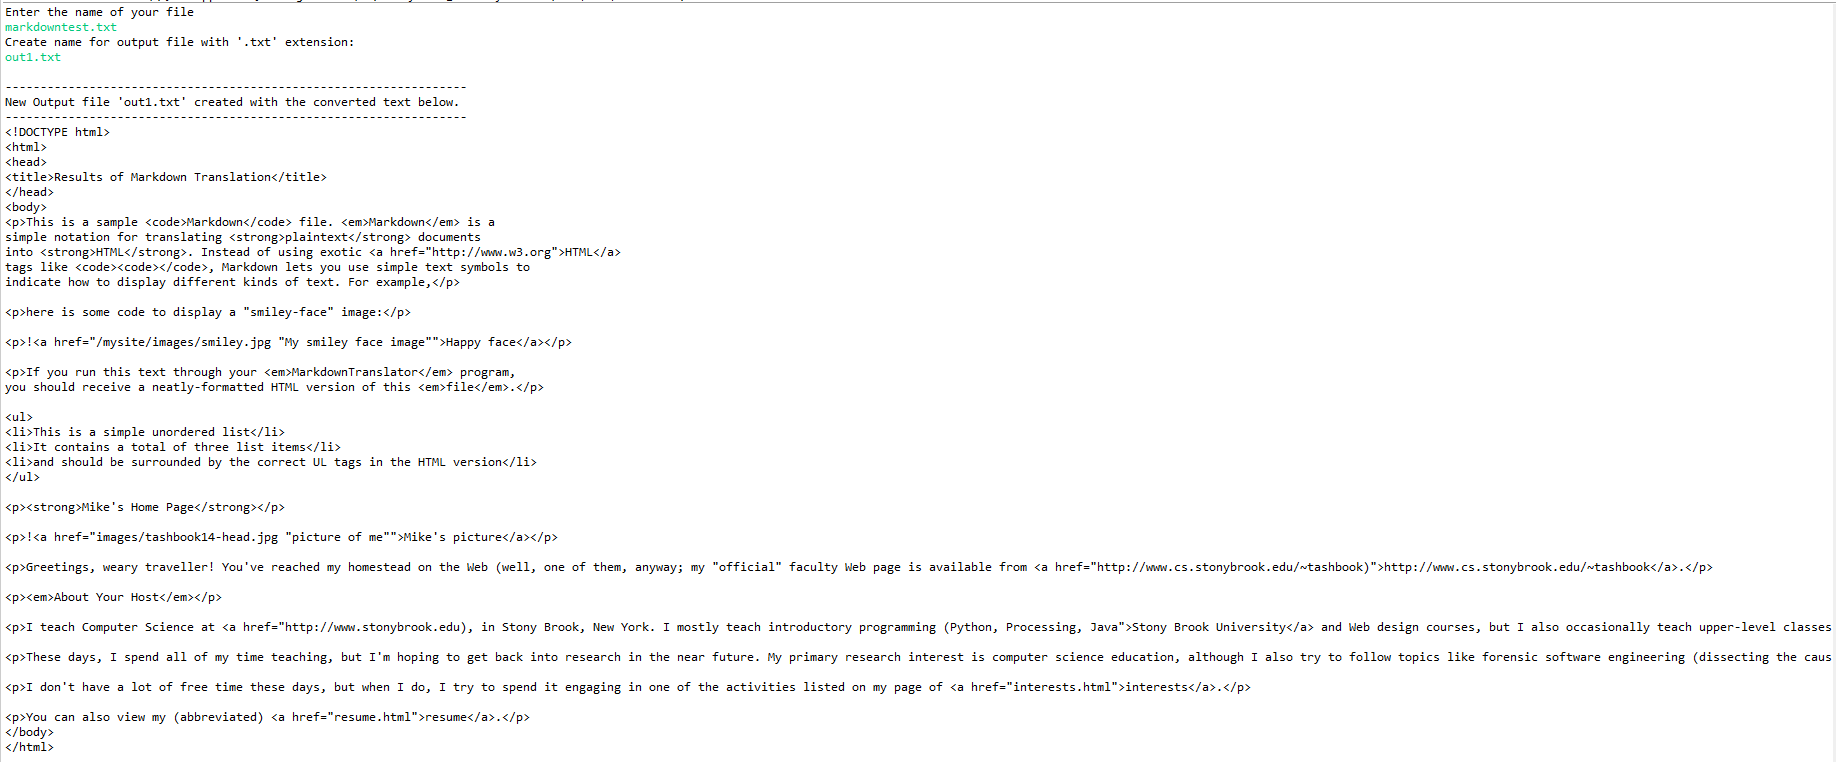 Enter the name of your file
markdowntest.txt
Create name for output file with '.txt' extension:
out1.txt
------------------------------------------------------------------
New Output file 'out1.txt' created with the converted text below.
------------------------------------------------------------------
<!DOCTYPE html>
<html>
<head>
<title>Results of Markdown Translation</title>
</head>
<body>
<p>This is a sample <code>Markdown</code> file. <em>Markdown</em> is a
simple notation for translating <strong>plaintext</strong> documents
into <strong>HTML</strong>. Instead of using exotic <a href="http://www.w3.org">HTML</a>
tags like <code><code></code>, Markdown lets you use simple text symbols to
indicate how to display different kinds of text. For example,</p>
<p>here is some code to display a "smiley-face" image:</p>
<p>!<a href="/mysite/images/smiley.jpg "My smiley face image"">Happy face</a></p>
<p>If you run this text through your <em>MarkdownTranslator</em> program,
you should receive a neatly-formatted HTML version of this <em>file</em>.</p>
<ul>
<li>This is a simple unordered list</li>
<li>It contains a total of three list items</li>
<li>and should be surrounded by the correct UL tags in the HTML version</li>
</ul>
<p><strong>Mike's Home Page</strong></p>
<p>!<a href="images/tashbook14-head.jpg "picture of me"">Mike's picture</a></p>
<p>Greetings, weary traveller! You've reached my homestead on the Web (well, one of them, anyway; my "official" faculty Web page is available from <a href="http://www.cs.stonybrook.edu/~tashbook)">http://www.cs.stonybrook.edu/~tashbook</a>.</p>
<p><em>About Your Host</em></p>
<p>I teach Computer Science at <a href="http://www.stonybrook.edu), in Stony Brook, New York. I mostly teach introductory programming (Python, Processing, Java">Stony Brook University</a> and Web design courses, but I also occasionally teach upper-level classes
<p>These days, I spend all of my time teaching, but I'm hoping to get back into research in the near future. My primary research interest is computer science education, although I also try to follow topics like forensic software engineering (dissecting the caus
<p>I don't have a lot of free time these days, but when I do, I try to spend it engaging in one of the activities listed on my page of <a href="interests.html">interests</a>.</p>
<p>You can also view my (abbreviated) <a href="resume.html">resume</a>.</p>
</body>
</html>